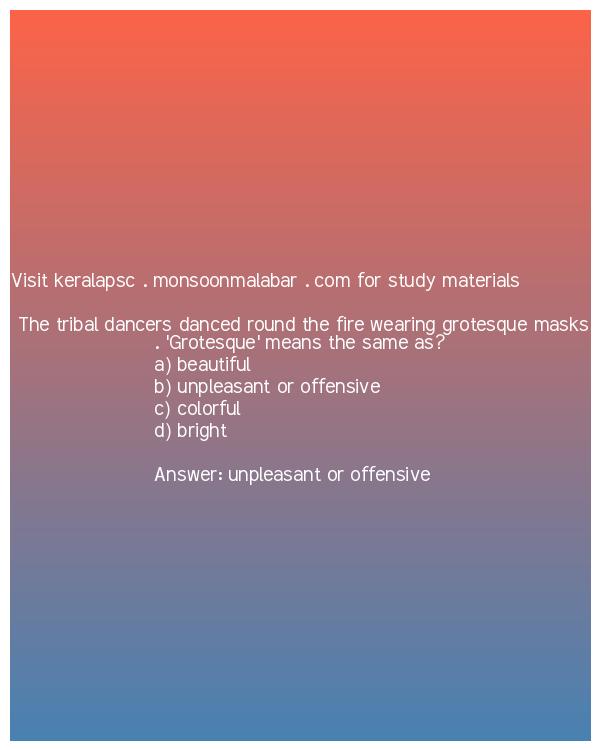 Visit keralapsc . monsoonmalabar . com for study materials
The tribal dancers danced round the fire wearing grotesque masks
. 'Grotesque' means the same as?
a) beautiful
b) unpleasant or offensive
c) colorful
d) bright
Answer: unpleasant or offensive